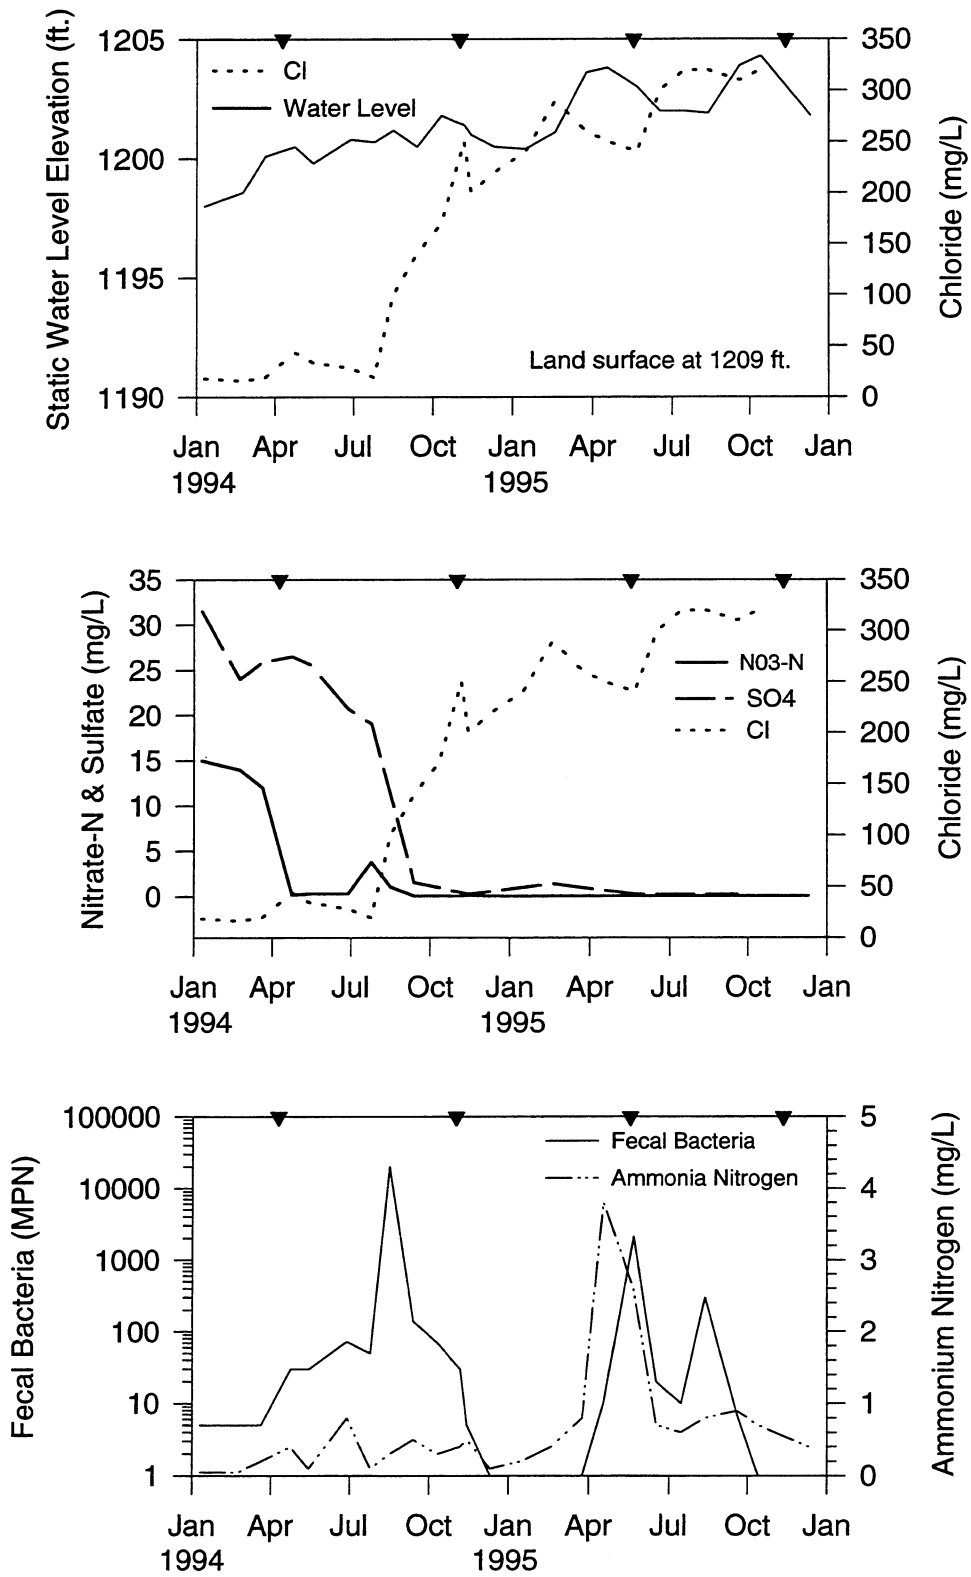 Static Water Level Elevation (ft.)
1205
1200
1195
1190
Cl
Water Level
Land surface at 1209 ft.
350
300
250
200
150
100
50
0
Chloride (mg/L)
Jan Apr Jul Oct Jan Apr Jul Oct Jan
1994 1995
Nitrate-N & Sulfate (mg/L)
35
30
25
20
15
10
5
0
N03-N
SO4
Cl
350
300
250
200
150
100
50
0
Chloride (mg/L)
Jan Apr Jul Oct Jan Apr Jul Oct Jan
1994 1995
Fecal Bacteria (MPN)
100000
10000
1000
100
10
1
Fecal Bacteria
Ammonia Nitrogen
5
4
3
2
1
0
Ammonium Nitrogen (mg/L)
Jan Apr Jul Oct Jan Apr Jul Oct Jan
1994 1995